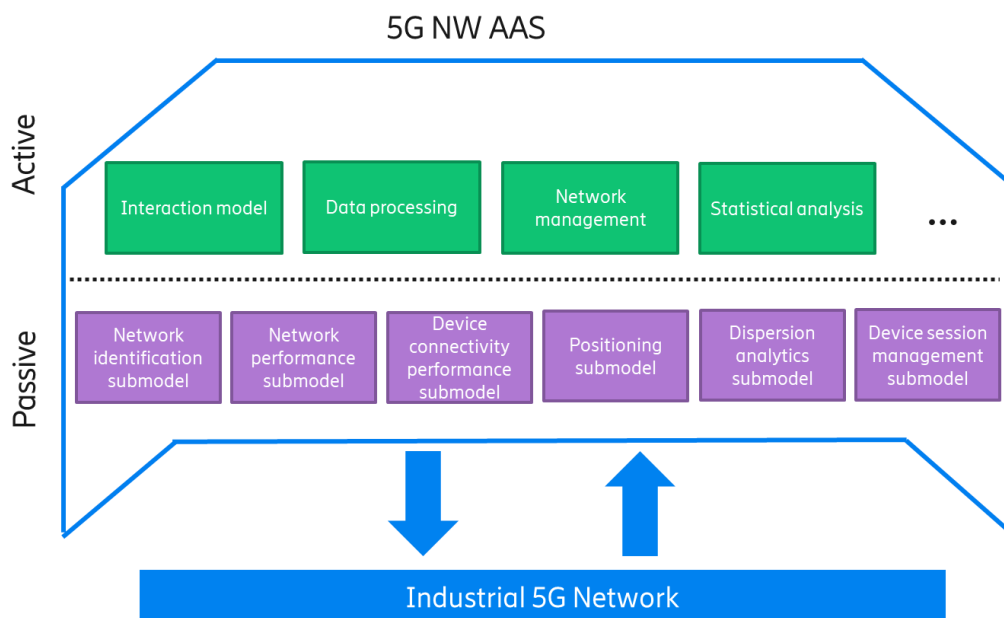 5G NW AAS
Active
Interaction model
Data processing
Network
management
Statistical analysis
...
Passive
Network
identification
submodel
Network
performance
submodel
Device
connectivity
performance
submodel
Positioning
submodel
Dispersion
analytics
submodel
Device session
management
submodel
Industrial 5G Network